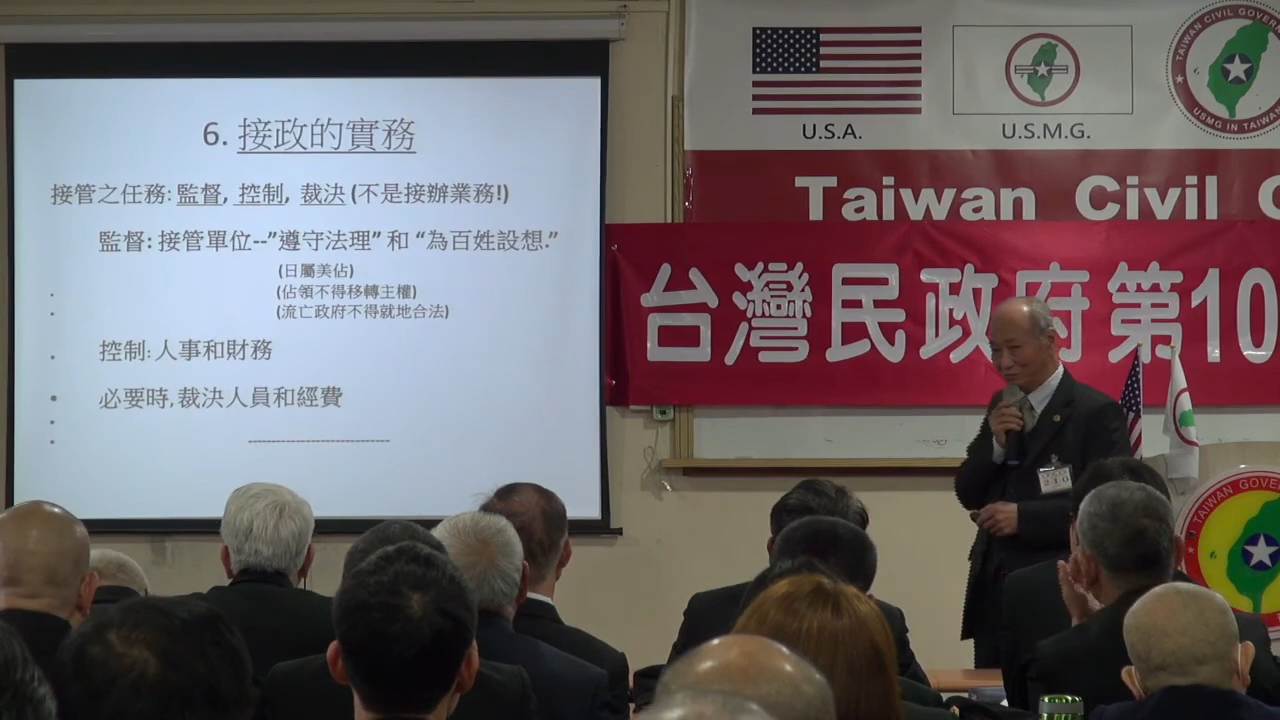 6. 接政的實務
接管之任務: 監督, 控制, 裁決 (不是接辦業務!)
監督: 接管單位--”遵守法理” 和 “為百姓設想.”
(日屬美佔)
(佔領不得移轉主權)
(流亡政府不得就地合法)
控制: 人事和財務
必要時, 裁決人員和經費
U.S.A.
U.S.M.G.
TAIWAN CIVIL GOVER
USMG IN TAIWAN
Taiwan Civil
台灣民政府第10
210
TAIWAN GOVER